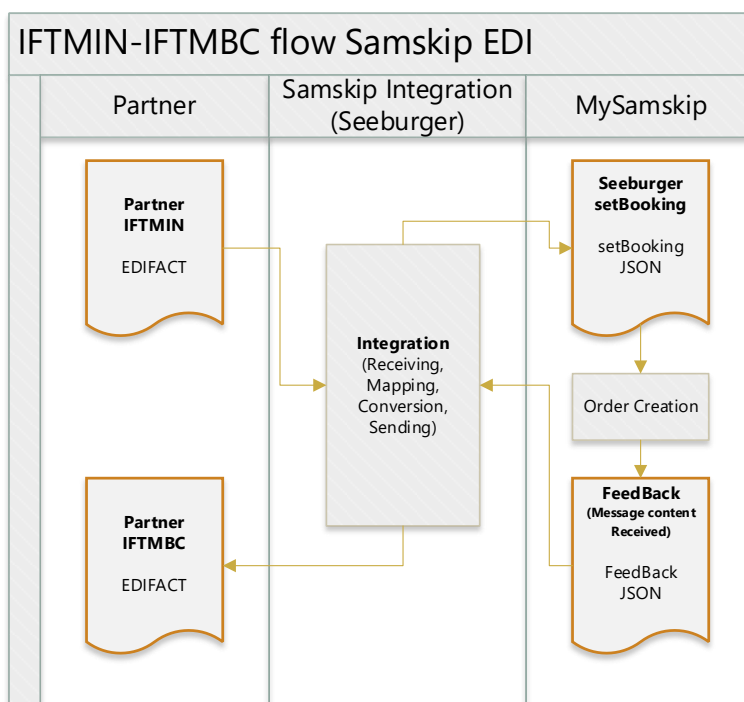 IFTMIN-IFTMBC flow Samskip EDI
Partner
Samskip Integration
(Seeburger)
MySamskip
Partner
IFTMIN
EDIFACT
Seeburger
setBooking
setBooking
JSON
Integration
(Receiving,
Mapping,
Conversion,
Sending)
Order Creation
Partner
IFTMBC
EDIFACT
FeedBack
(Message content
Received)
FeedBack
JSON